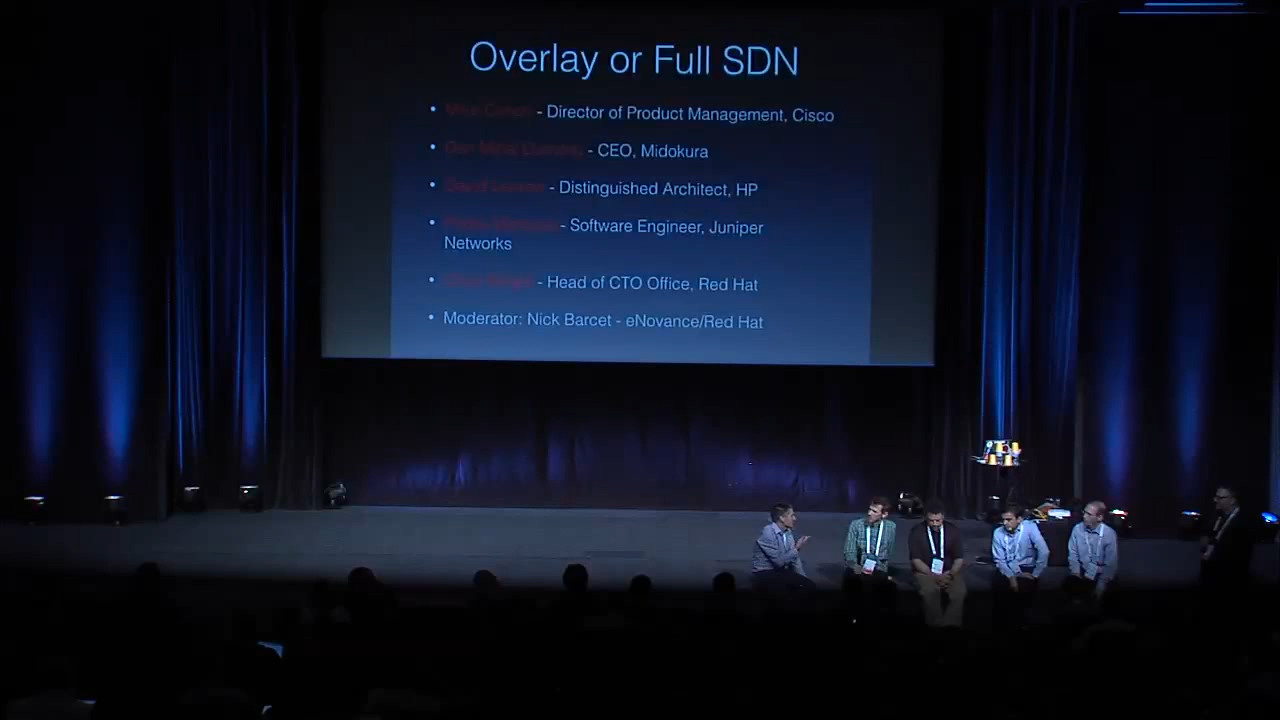 Overlay or Full SDN
• - Director of Product Management, Cisco
• - CEO, Midokura
• - Distinguished Architect, HP
• - Software Engineer, Juniper
Networks
• - Head of CTO Office, Red Hat
• Moderator: Nick Barcet - eNovance/Red Hat